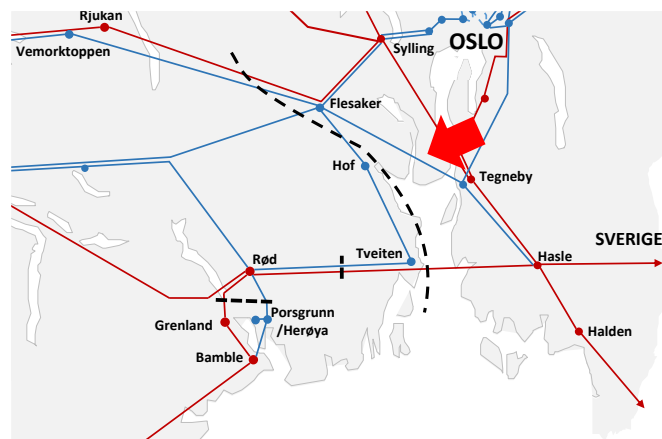 Rjukan
Vemorktoppen
Sylling
OSLO
Flesaker
Hof
Tegneby
Rød
Tveiten
Hasle
SVERIGE
Grenland
Porsgrunn
/Herøya
Halden
Bamble